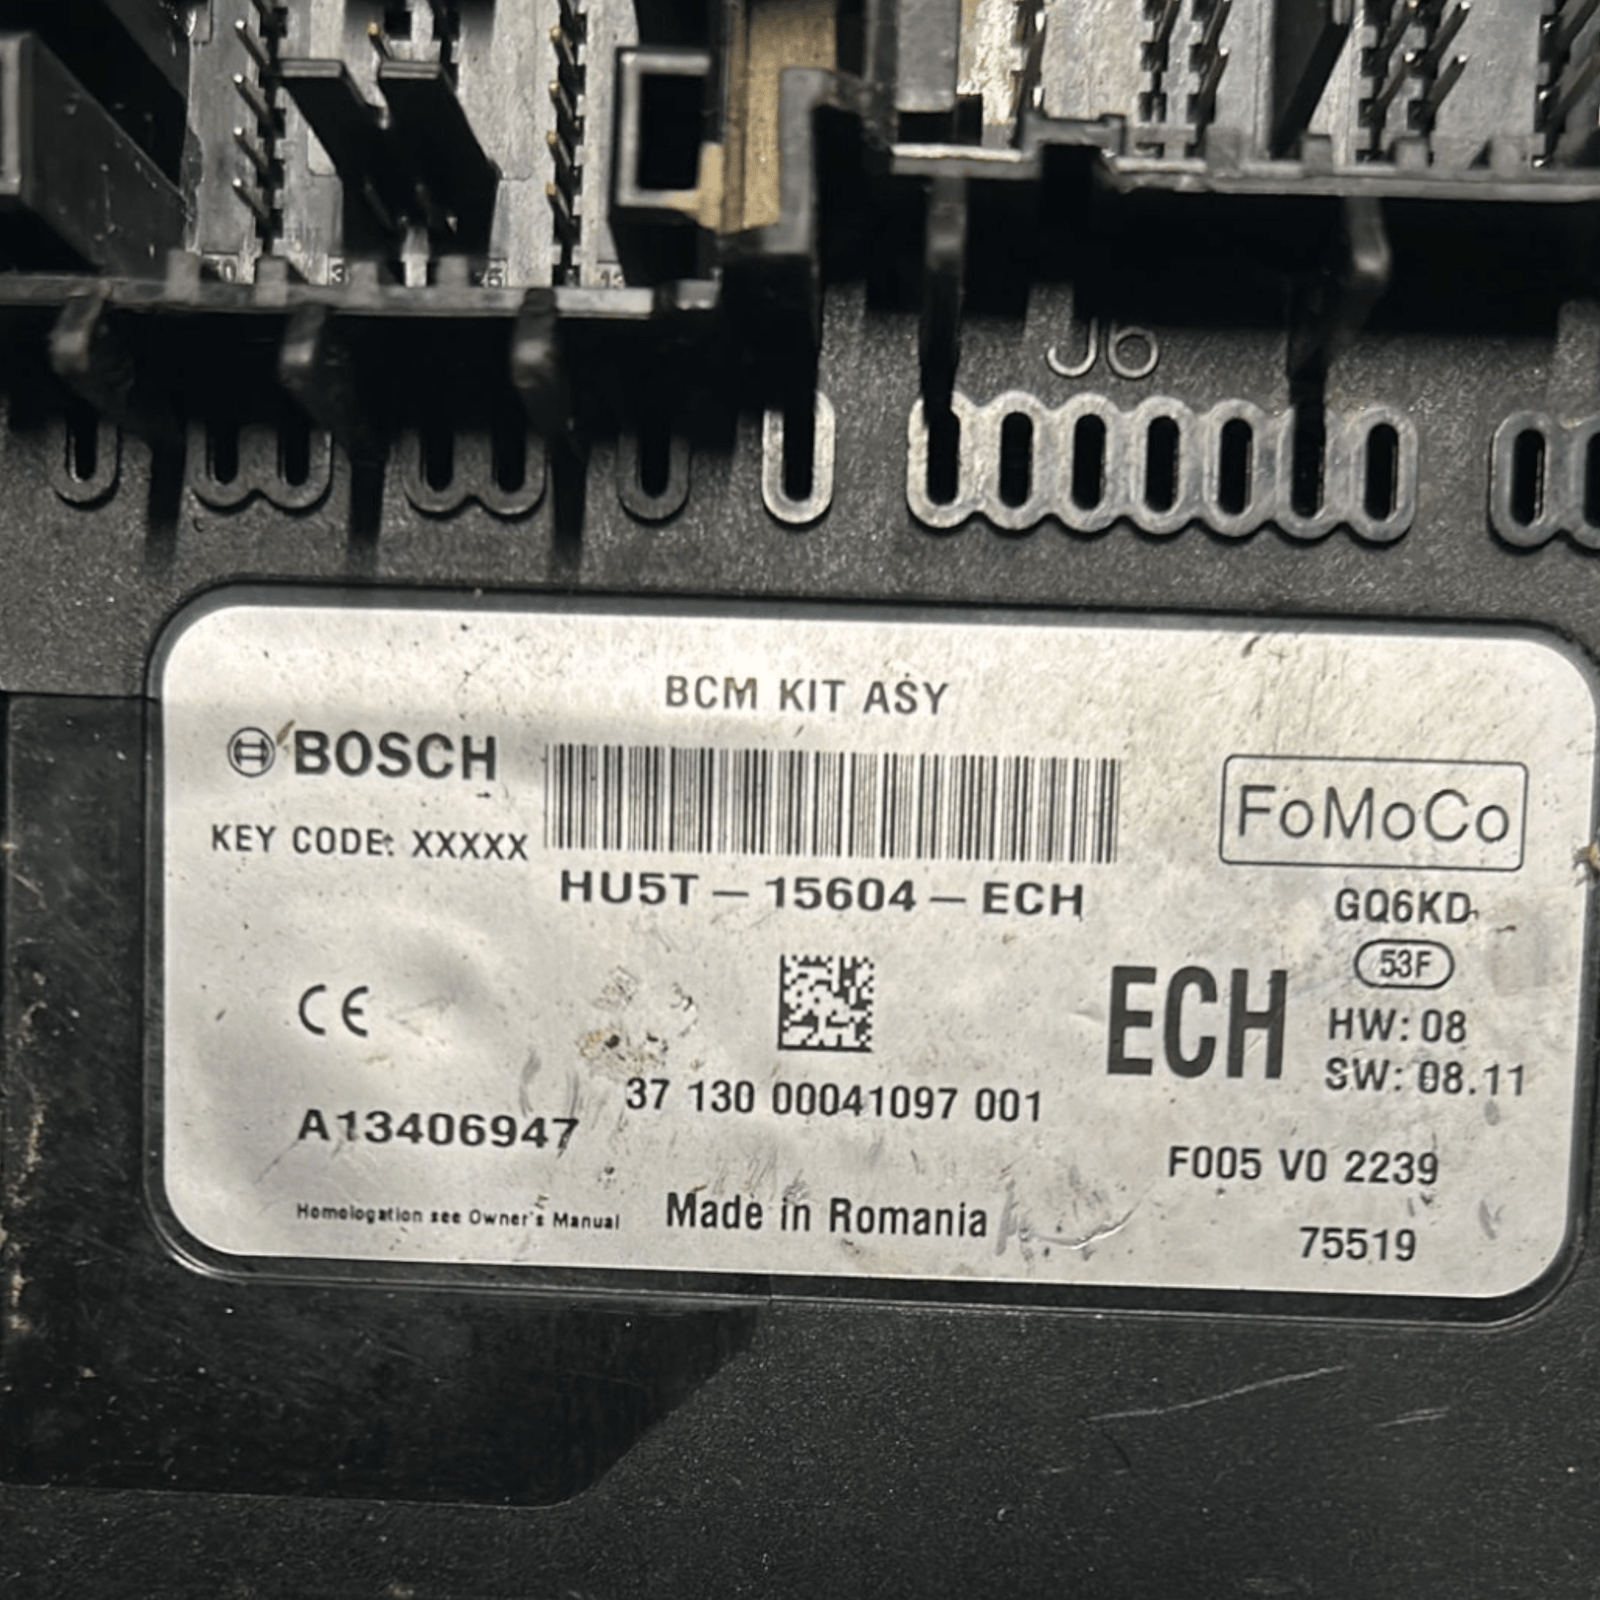 J6
BCM KIT ASY
BOSCH
FoMoCo
KEY CODE: XXXXX
HU5T - 15604 - ECH
GQ6KD
53F
ECH
HW: 08
SW: 08.11
CE
37 130 00041097 001
A13406947
F005 V0 2239
Homologation see Owner's Manual
Made in Romania
75519